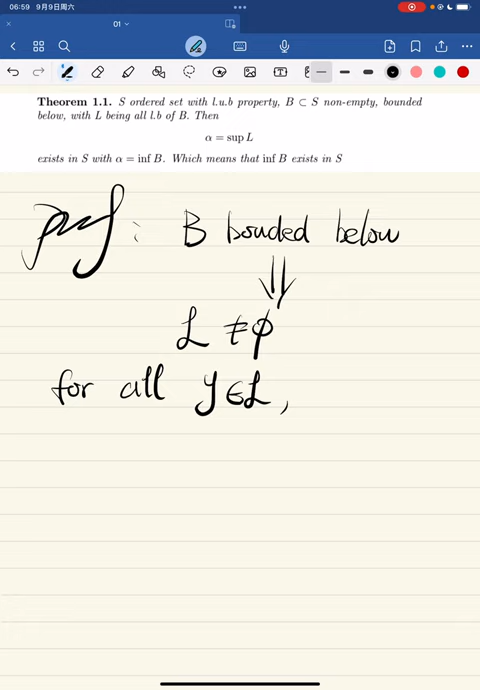 06:59 9月9日周六
01
Theorem 1.1. S ordered set with l.u.b property, B ⊂ S non-empty, bounded
below, with L being all l.b of B. Then
α = sup L
exists in S with α = inf B. Which means that inf B exists in S
prf: B bouded below
⇓
L ≠ ϕ
for all y ∈ L,